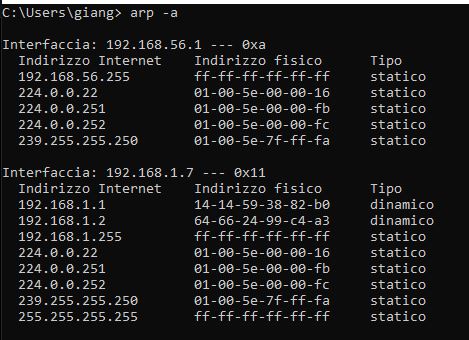 C:\Users\giang> arp -a
Interfaccia: 192.168.56.1 --- 0xa
Indirizzo Internet Indirizzo fisico Tipo
192.168.56.255 ff-ff-ff-ff-ff-ff statico
224.0.0.22 01-00-5e-00-00-16 statico
224.0.0.251 01-00-5e-00-00-fb statico
224.0.0.252 01-00-5e-00-00-fc statico
239.255.255.250 01-00-5e-7f-ff-fa statico
Interfaccia: 192.168.1.7 --- 0x11
Indirizzo Internet Indirizzo fisico Tipo
192.168.1.1 14-14-59-38-82-b0 dinamico
192.168.1.2 64-66-24-99-c4-a3 dinamico
192.168.1.255 ff-ff-ff-ff-ff-ff statico
224.0.0.22 01-00-5e-00-00-16 statico
224.0.0.251 01-00-5e-00-00-fb statico
224.0.0.252 01-00-5e-00-00-fc statico
239.255.255.250 01-00-5e-7f-ff-fa statico
255.255.255.255 ff-ff-ff-ff-ff-ff statico